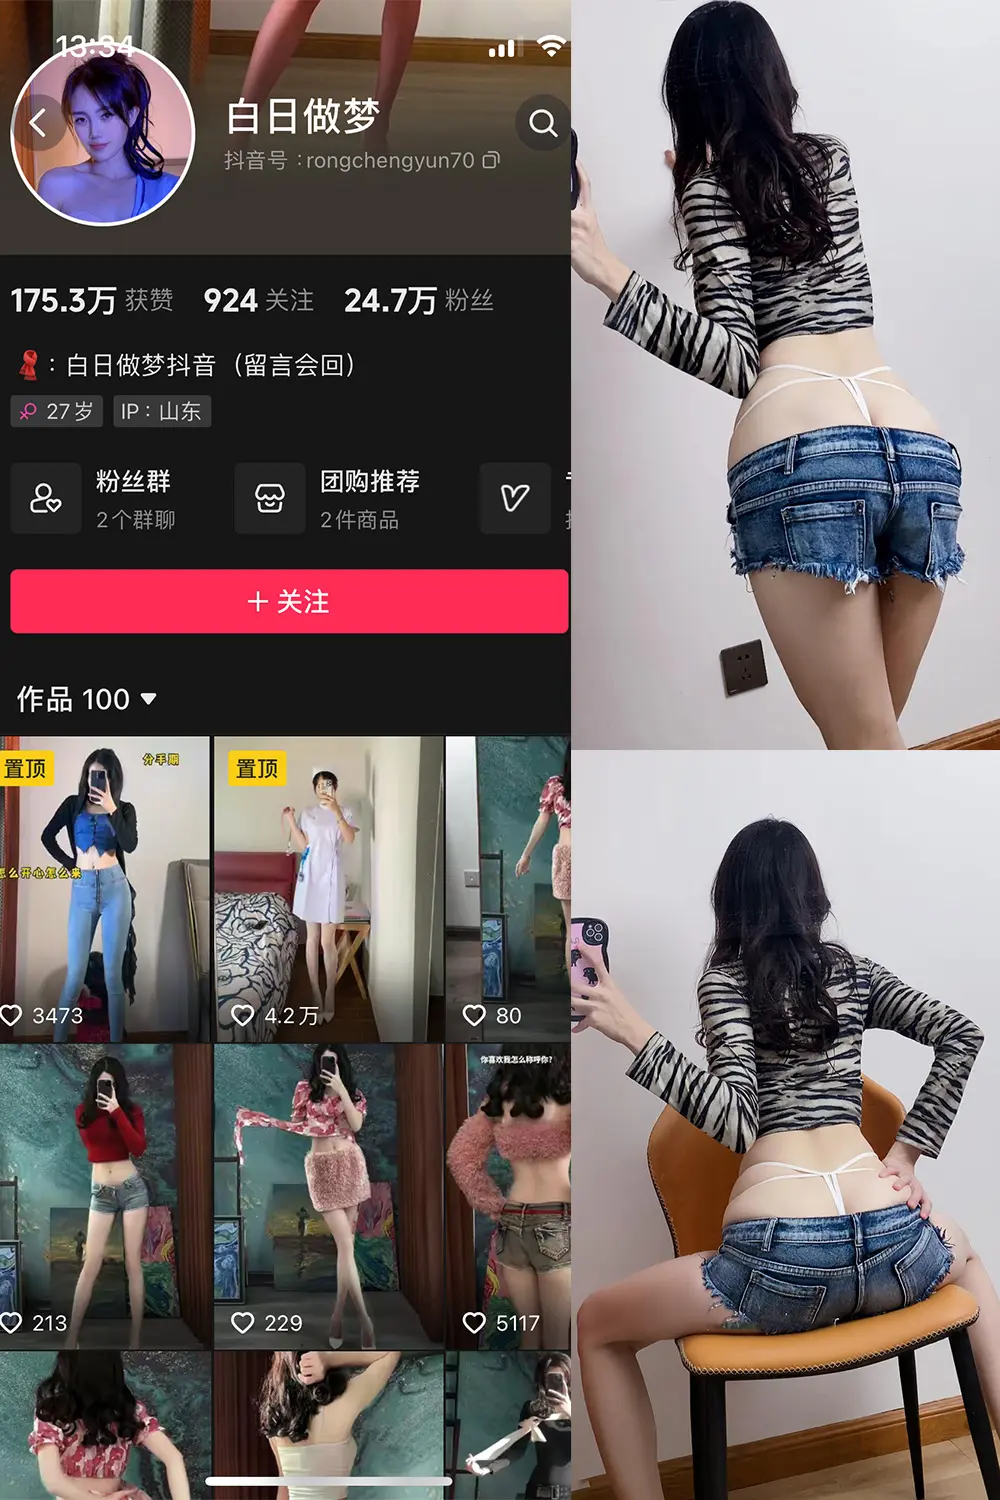 13:34
白日做梦
抖音号：rongchengyun70
175.3万 获赞 924 关注 24.7万 粉丝
：白日做梦抖音（留言会回）
27岁 IP：山东
粉丝群
2个群聊
团购推荐
2件商品
＋ 关注
作品 100
置顶
分手期
怎么开心怎么来
3473
置顶
4.2万
80
213
229
你喜欢我怎么称呼你?
5117